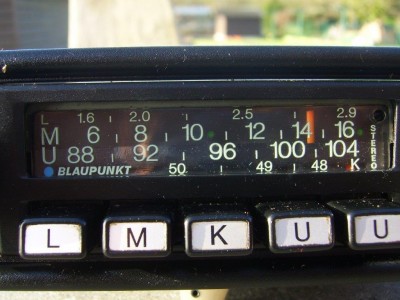 L 1.6 2.0 2.5 2.9
M 6 8 10 12 14 16
U 88 92 96 100 104
BLAUPUNKT 50 49 48 K
STEREO
L M K U U